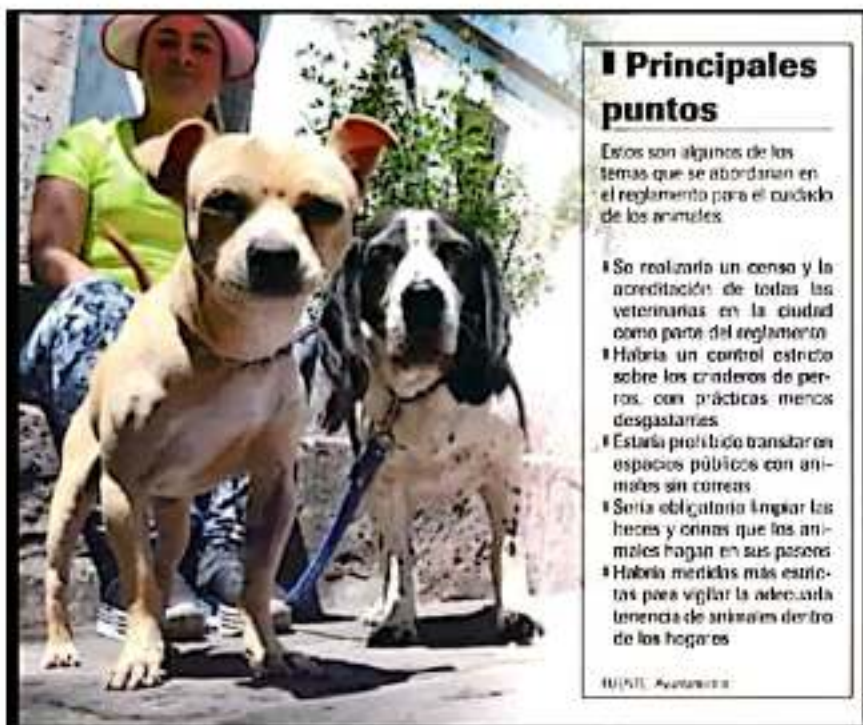 Principales
puntos
Estos son algunos de los
temas que se abordarían en
el reglamento para el cuidado
de los animales
Se realizaría un censo y la
acreditación de todas las
veterinarias en la ciudad
como parte del reglamento
Habría un control estricto
sobre los criaderos de per-
ros, con prácticas menos
desgastantes
Estaría prohibido transitar en
espacios públicos con ani-
males sin correas
Sería obligatorio limpiar las
heces y orinas que los ani-
males hagan en sus paseos
Habría medidas más estric-
tas para vigilar la adecuada
tenencia de animales dentro
de los hogares
FUENTE: Ayuntamiento